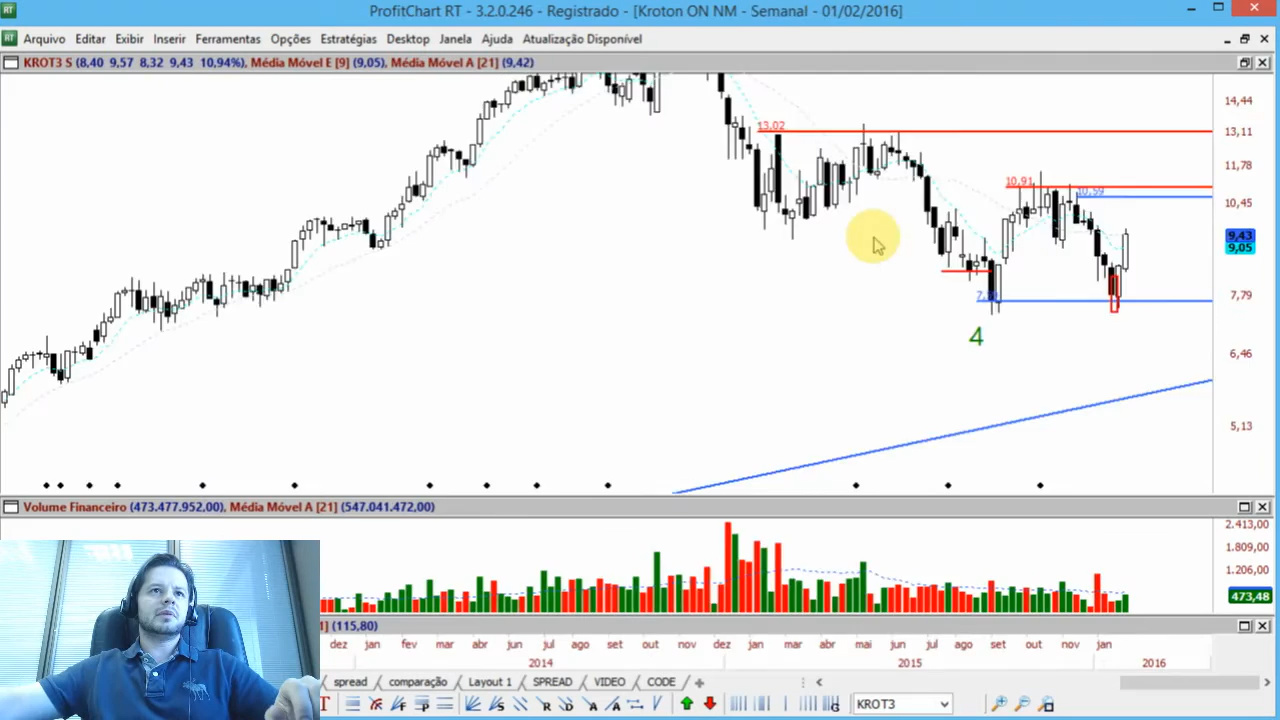 RT ProfitChart RT - 3.2.0.246 - Registrado - [Kroton ON NM - Semanal - 01/02/2016]
RT Arquivo Editar Exibir Inserir Ferramentas Opções Estratégias Desktop Janela Ajuda Atualização Disponível
KROT3 S (8,40 9,57 8,32 9,43 10,94%), Média Móvel E [9] (9,05), Média Móvel A [21] (9,42)
14,44
13,02
13,11
11,78
10,91
10,59
10,45
9,43
9,05
7,79
6,46
4
5,13
Volume Financeiro (473.477.952,00), Média Móvel A [21] (547.041.472,00)
2.413,00
1.809,00
1.206,00
473,48
] (115,80)
dez jan fev mar abr jun jul ago set out nov dez jan fev mar abr mai jun jul ago set out nov jan
2014 2015 2016
spread comparação Layout 1 SPREAD VIDEO CODE
KROT3